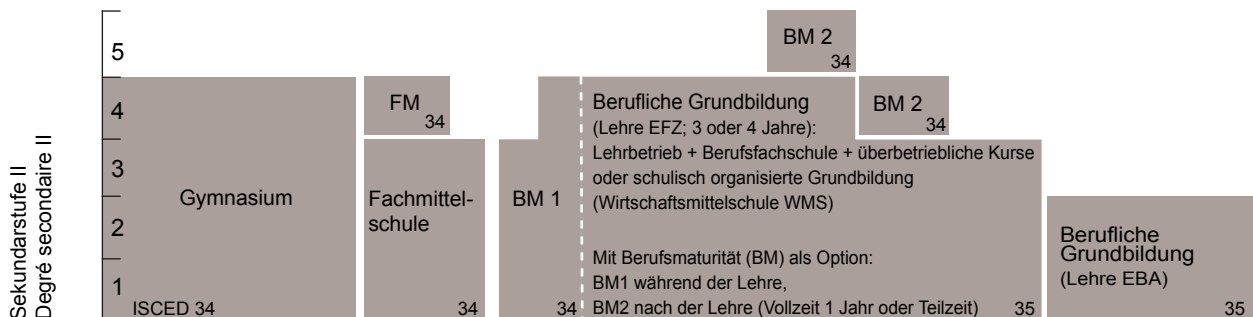 Sekundarstufe II
Degré secondaire II
5
4
3
2
1
Gymnasium
ISCED 34
FM
34
Fachmittel-
schule
34
BM 1
34
Berufliche Grundbildung
(Lehre EFZ; 3 oder 4 Jahre):
Lehrbetrieb + Berufsfachschule + überbetriebliche Kurse
oder schulisch organisierte Grundbildung
(Wirtschaftsmittelschule WMS)
Mit Berufsmaturität (BM) als Option:
BM1 während der Lehre,
BM2 nach der Lehre (Vollzeit 1 Jahr oder Teilzeit)
35
BM 2
34
BM 2
34
Berufliche
Grundbildung
(Lehre EBA)
35